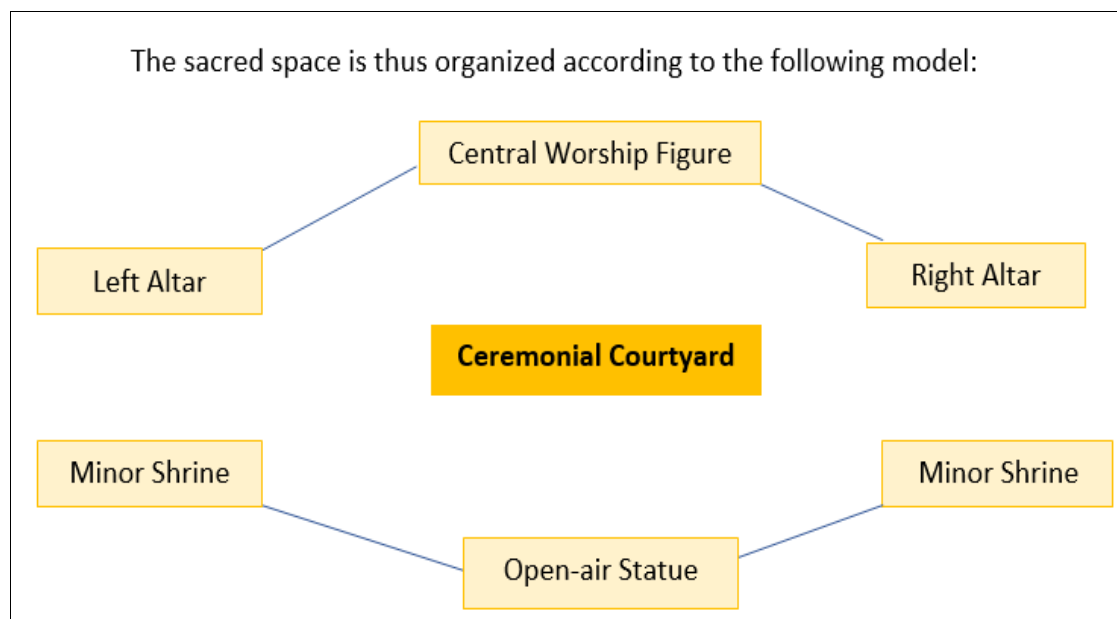 The sacred space is thus organized according to the following model:
Central Worship Figure
Left Altar
Right Altar
Ceremonial Courtyard
Minor Shrine
Minor Shrine
Open-air Statue